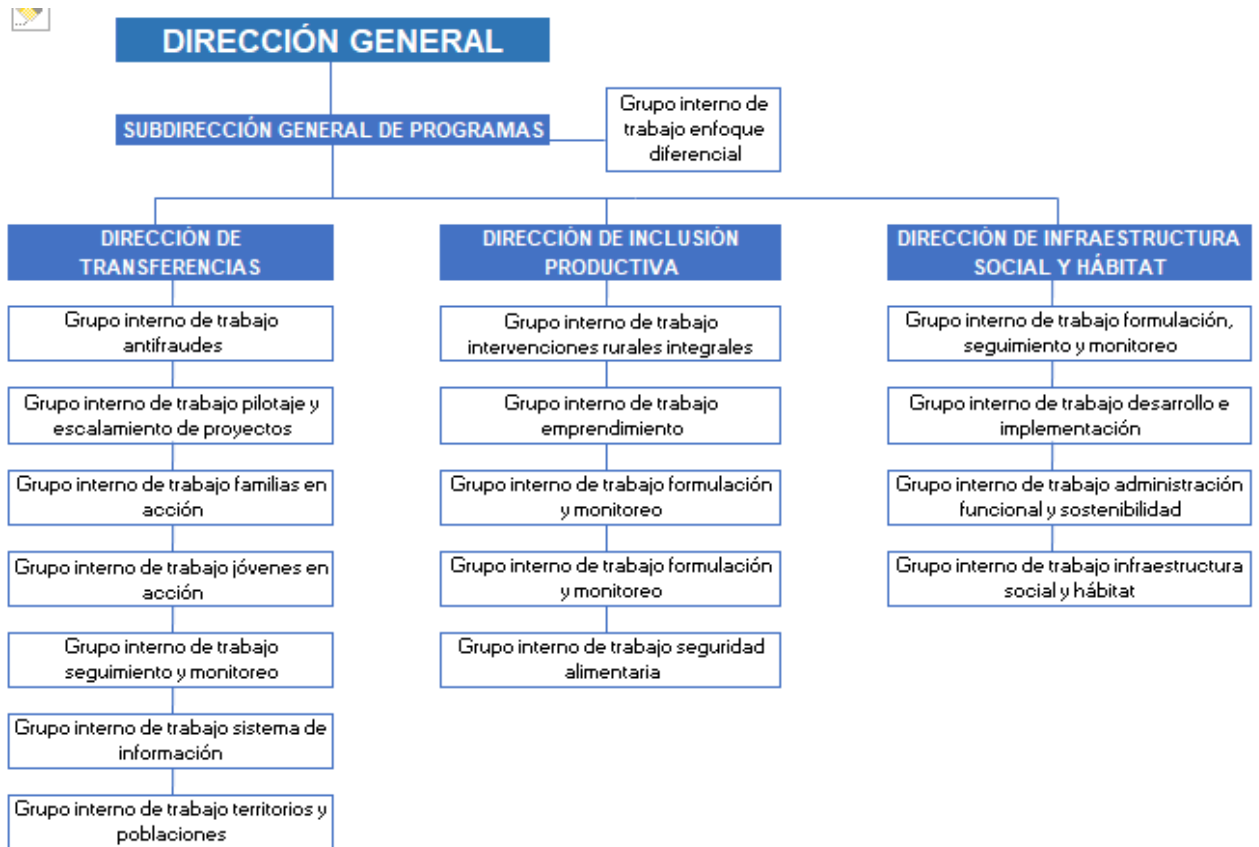 DIRECCIÓN GENERAL
SUBDIRECCIÓN GENERAL DE PROGRAMAS
Grupo interno de
trabajo enfoque
diferencial
DIRECCIÓN DE
TRANSFERENCIAS
Grupo interno de trabajo
antifraudes
Grupo interno de trabajo pilotaje y
escalamiento de proyectos
Grupo interno de trabajo familias en
acción
Grupo interno de trabajo jóvenes en
acción
Grupo interno de trabajo
seguimiento y monitoreo
Grupo interno de trabajo sistema de
información
Grupo interno de trabajo territorios y
poblaciones
DIRECCIÓN DE INCLUSIÓN
PRODUCTIVA
Grupo interno de trabajo
intervenciones rurales integrales
Grupo interno de trabajo
emprendimiento
Grupo interno de trabajo formulación
y monitoreo
Grupo interno de trabajo formulación
y monitoreo
Grupo interno de trabajo seguridad
alimentaria
DIRECCIÓN DE INFRAESTRUCTURA
SOCIAL Y HÁBITAT
Grupo interno de trabajo formulación,
seguimiento y monitoreo
Grupo interno de trabajo desarrollo e
implementación
Grupo interno de trabajo administración
funcional y sostenibilidad
Grupo interno de trabajo infraestructura
social y hábitat